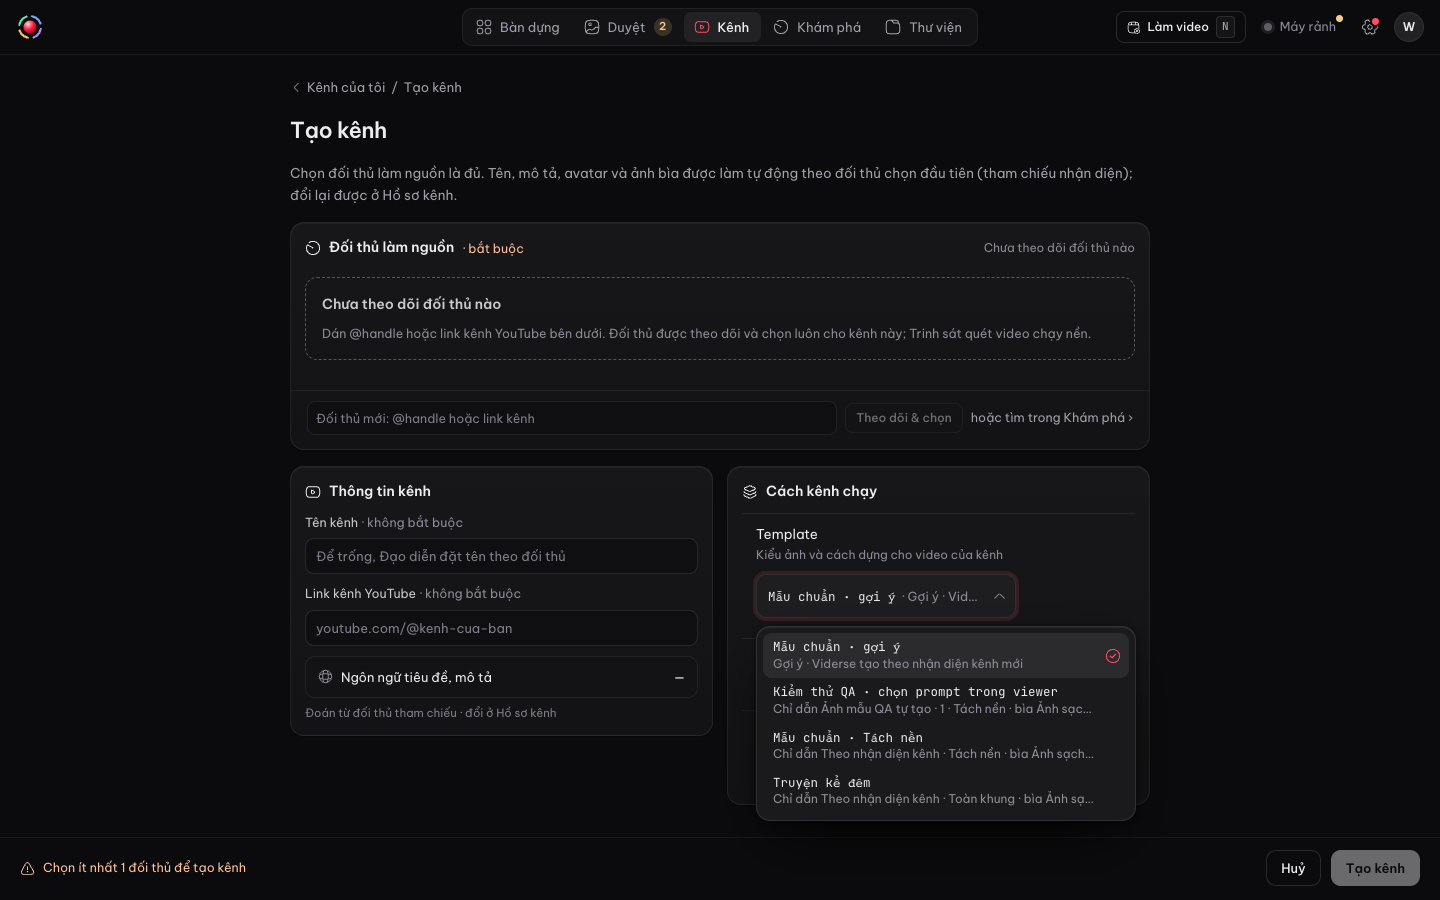 Bàn dựng
Duyệt 2
Kênh
Khám phá
Thư viện
Làm video N
Máy rảnh
W
Kênh của tôi / Tạo kênh
Tạo kênh
Chọn đối thủ làm nguồn là đủ. Tên, mô tả, avatar và ảnh bìa được làm tự động theo đối thủ chọn đầu tiên (tham chiếu nhận diện);
đổi lại được ở Hồ sơ kênh.
Đối thủ làm nguồn · bắt buộc
Chưa theo dõi đối thủ nào
Chưa theo dõi đối thủ nào
Dán @handle hoặc link kênh YouTube bên dưới. Đối thủ được theo dõi và chọn luôn cho kênh này; Trinh sát quét video chạy nền.
Đối thủ mới: @handle hoặc link kênh
Theo dõi & chọn
hoặc tìm trong Khám phá ›
Thông tin kênh
Tên kênh · không bắt buộc
Để trống, Đạo diễn đặt tên theo đối thủ
Link kênh YouTube · không bắt buộc
youtube.com/@kenh-cua-ban
Ngôn ngữ tiêu đề, mô tả –
Đoán từ đối thủ tham chiếu · đổi ở Hồ sơ kênh
Cách kênh chạy
Template
Kiểu ảnh và cách dựng cho video của kênh
Mẫu chuẩn · gợi ý · Gợi ý · Vid…
Mẫu chuẩn · gợi ý
Gợi ý · Viderse tạo theo nhận diện kênh mới
Kiểm thử QA · chọn prompt trong viewer
Chỉ dẫn Ảnh mẫu QA tự tạo · 1 · Tách nền · bìa Ảnh sạc…
Mẫu chuẩn · Tách nền
Chỉ dẫn Theo nhận diện kênh · Tách nền · bìa Ảnh sạch…
Truyện kể đêm
Chỉ dẫn Theo nhận diện kênh · Toàn khung · bìa Ảnh sạ…
Chọn ít nhất 1 đối thủ để tạo kênh
Huỷ
Tạo kênh